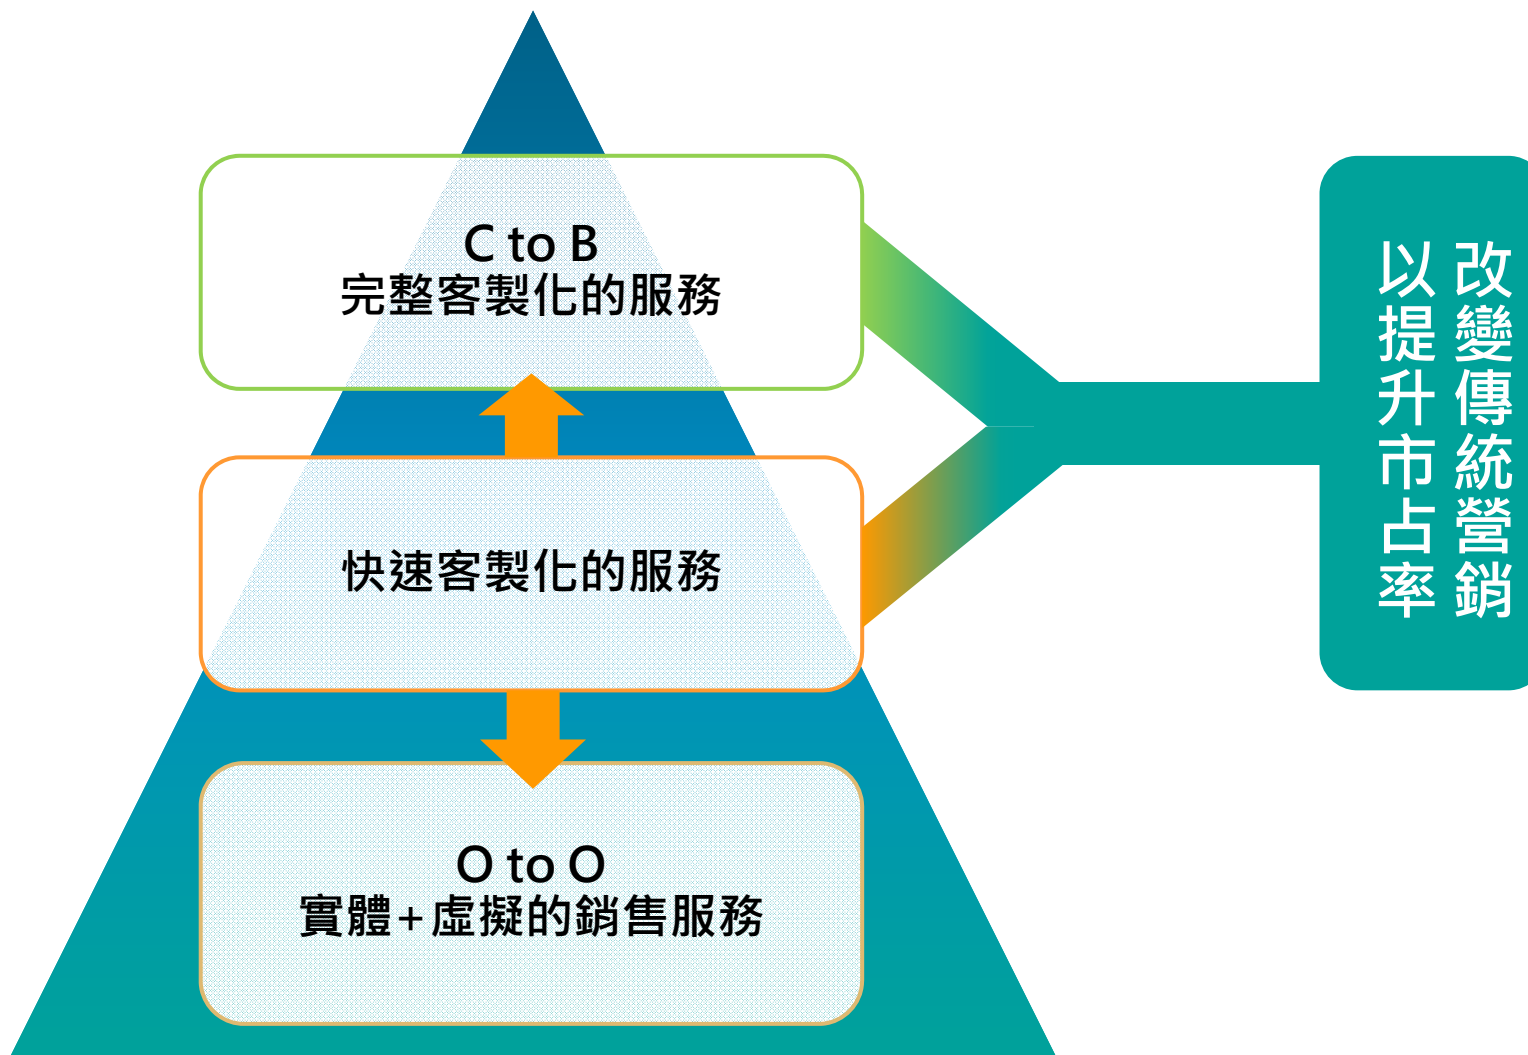 C to B
完整客製化的服務
快速客製化的服務
O to O
實體+虛擬的銷售服務
改變傳統營銷
以提升市占率